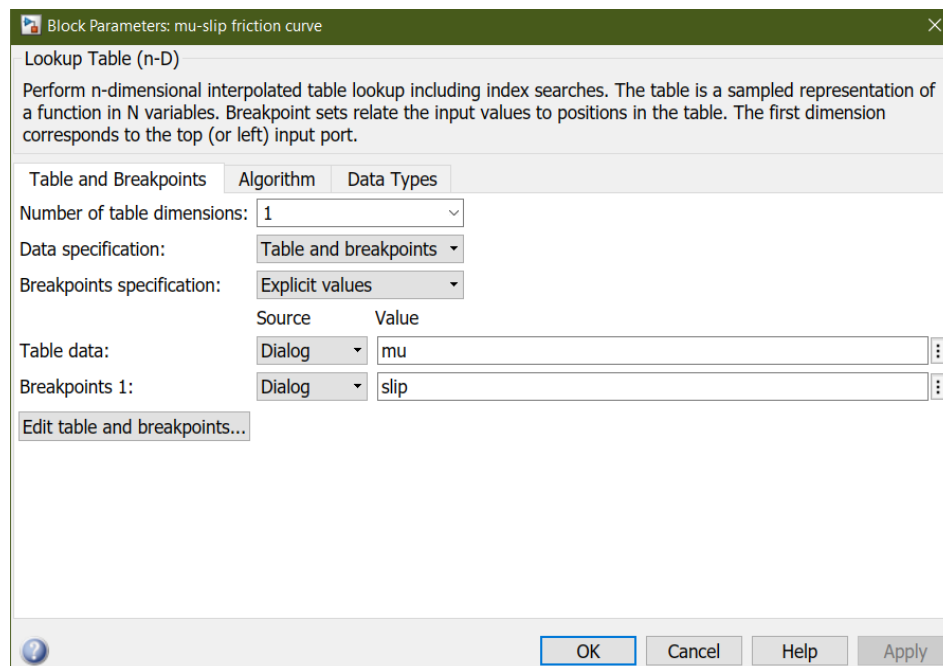 Block Parameters: mu-slip friction curve
Lookup Table (n-D)
Perform n-dimensional interpolated table lookup including index searches. The table is a sampled representation of
a function in N variables. Breakpoint sets relate the input values to positions in the table. The first dimension
corresponds to the top (or left) input port.
Table and Breakpoints Algorithm Data Types
Number of table dimensions: 1
Data specification: Table and breakpoints
Breakpoints specification: Explicit values
Source Value
Table data: Dialog mu
Breakpoints 1: Dialog slip
Edit table and breakpoints...
OK Cancel Help Apply